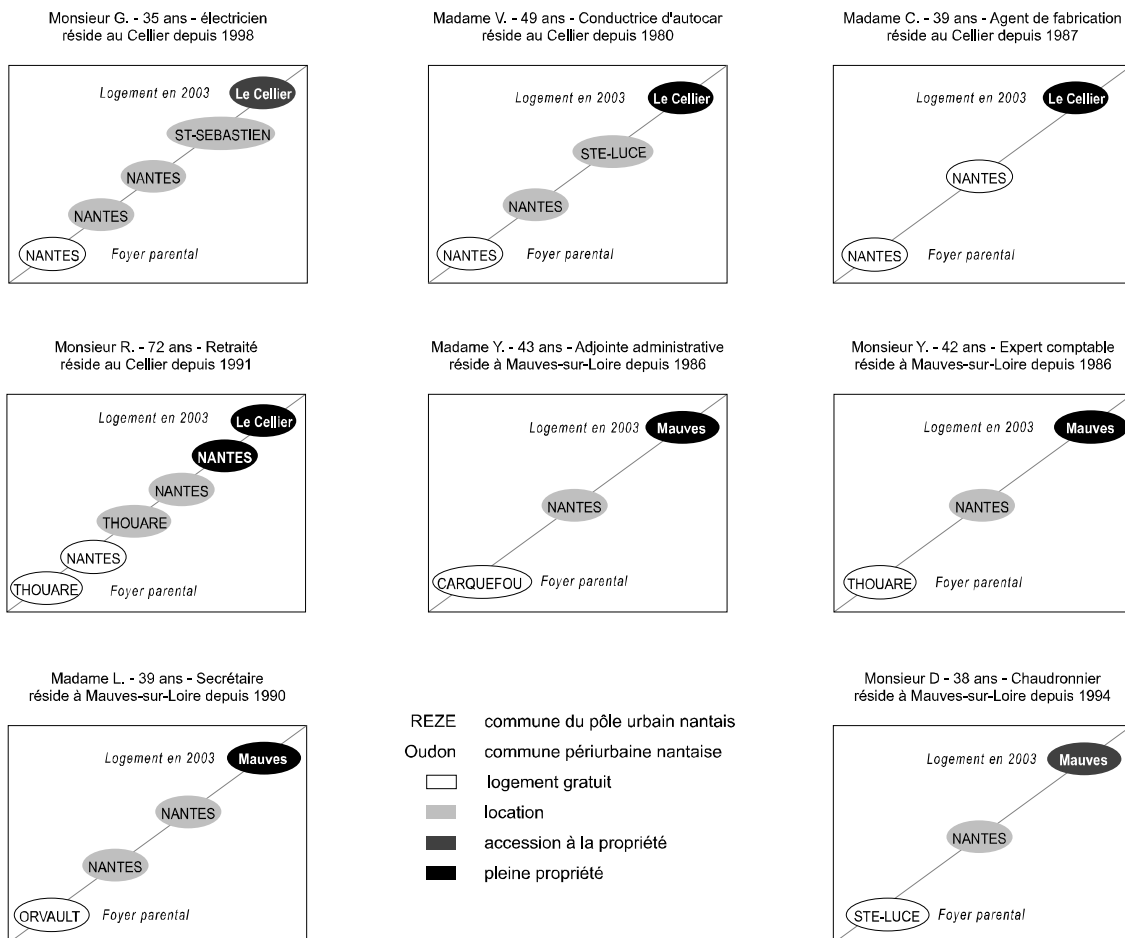 Monsieur G. - 35 ans - électricien
réside au Cellier depuis 1998
Logement en 2003
Le Cellier
ST-SEBASTIEN
NANTES
NANTES
NANTES
Foyer parental
Madame V. - 49 ans - Conductrice d'autocar
réside au Cellier depuis 1980
Logement en 2003
Le Cellier
STE-LUCE
NANTES
NANTES
Foyer parental
Madame C. - 39 ans - Agent de fabrication
réside au Cellier depuis 1987
Logement en 2003
Le Cellier
NANTES
NANTES
Foyer parental
Monsieur R. - 72 ans - Retraité
réside au Cellier depuis 1991
Logement en 2003
Le Cellier
NANTES
NANTES
THOUARE
NANTES
THOUARE
Foyer parental
Madame Y. - 43 ans - Adjointe administrative
réside à Mauves-sur-Loire depuis 1986
Logement en 2003
Mauves
NANTES
CARQUEFOU
Foyer parental
Monsieur Y. - 42 ans - Expert comptable
réside à Mauves-sur-Loire depuis 1986
Logement en 2003
Mauves
NANTES
THOUARE
Foyer parental
Madame L. - 39 ans - Secrétaire
réside à Mauves-sur-Loire depuis 1990
Logement en 2003
Mauves
NANTES
NANTES
ORVAULT
Foyer parental
REZE commune du pôle urbain nantais
Oudon commune périurbaine nantaise
logement gratuit
location
accession à la propriété
pleine propriété
Monsieur D - 38 ans - Chaudronnier
réside à Mauves-sur-Loire depuis 1994
Logement en 2003
Mauves
NANTES
STE-LUCE
Foyer parental